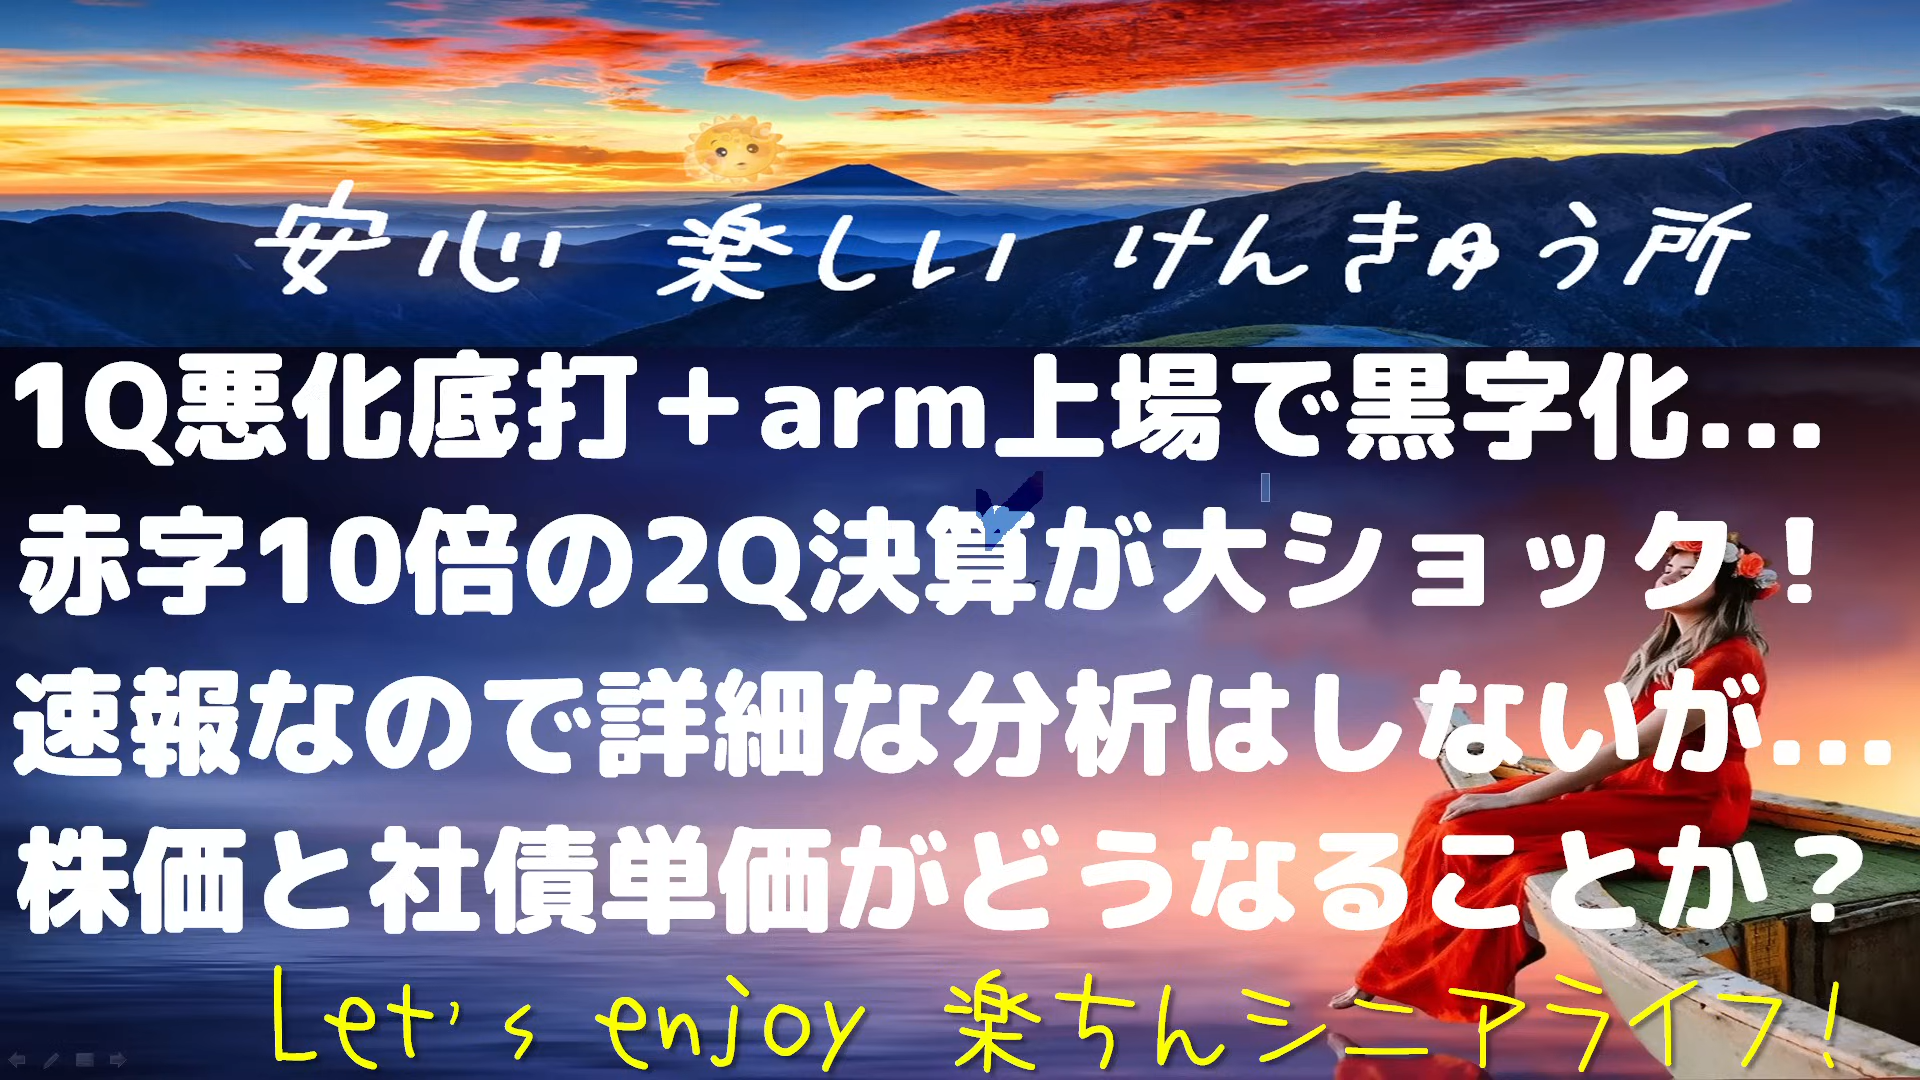 安心 楽しい けんきゅう所
1Q悪化底打＋arm上場で黒字化...
赤字10倍の2Q決算が大ショック！
速報なので詳細な分析はしないが...
株価と社債単価がどうなることか？
Let's enjoy 楽ちんシニアライフ！